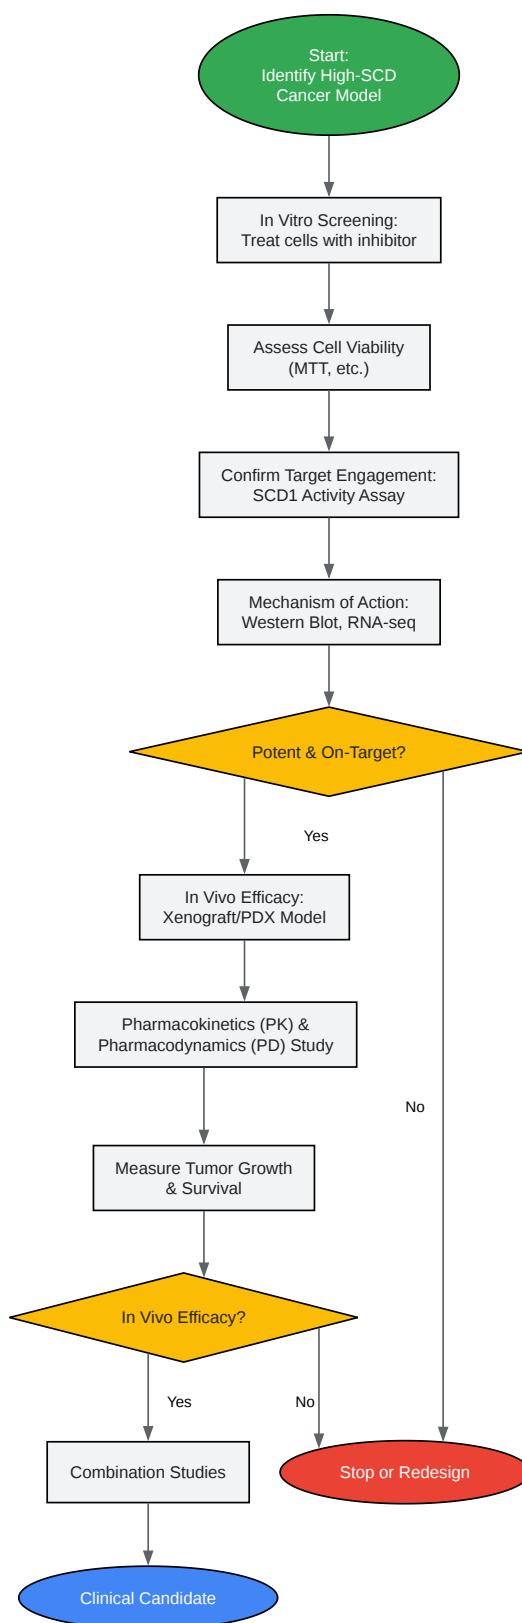 Start:
Identify High-SCD
Cancer Model
In Vitro Screening:
Treat cells with inhibitor
Assess Cell Viability
(MTT, etc.)
Confirm Target Engagement:
SCD1 Activity Assay
Mechanism of Action:
Western Blot, RNA-seq
Potent & On-Target?
Yes
In Vivo Efficacy:
Xenograft/PDX Model
Pharmacokinetics (PK) &
Pharmacodynamics (PD) Study
No
Measure Tumor Growth
& Survival
In Vivo Efficacy?
Yes
No
Combination Studies
Stop or Redesign
Clinical Candidate